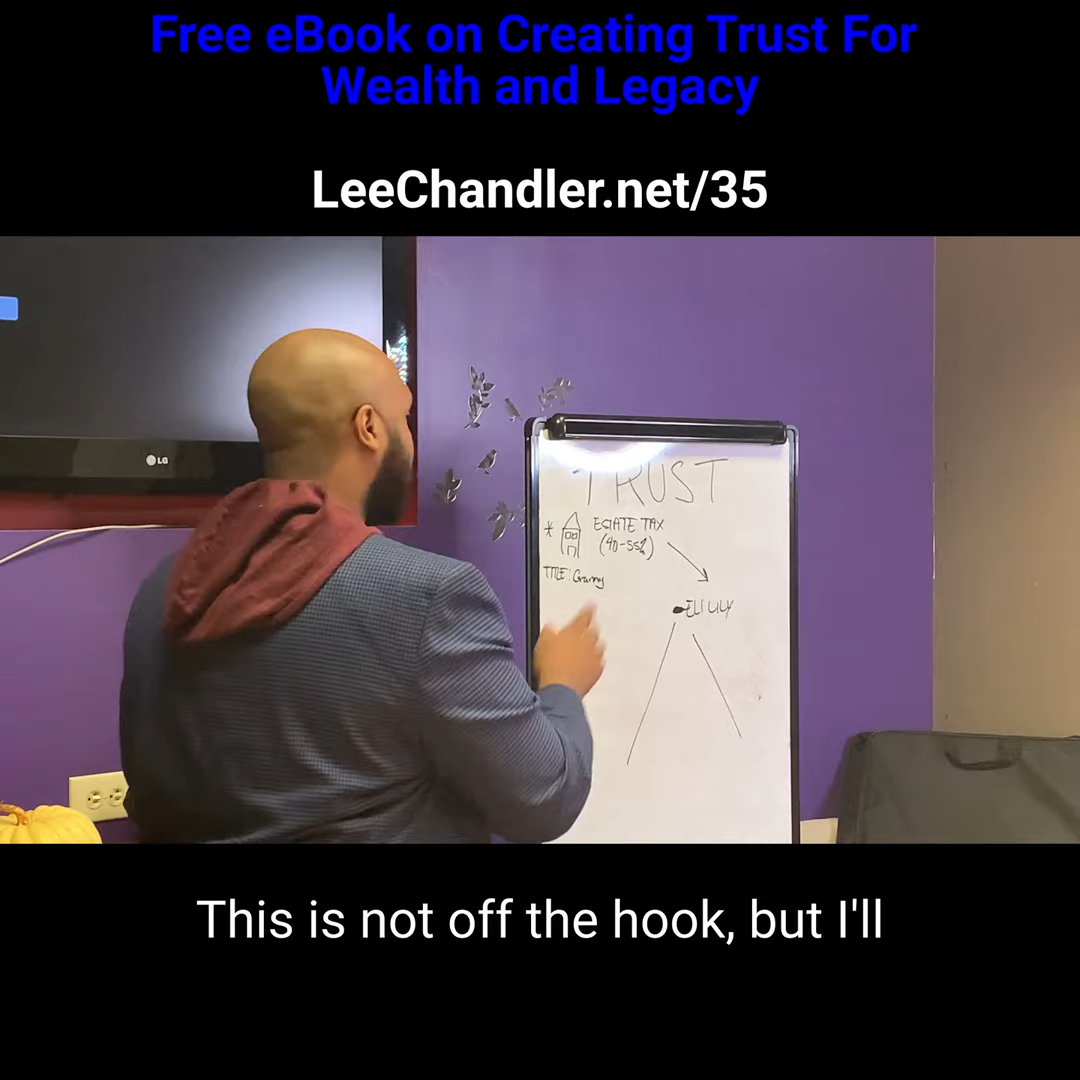 Free eBook on Creating Trust For
Wealth and Legacy
LeeChandler.net/35
LG
TRUST
ESTATE TAX
(40-55%)
TITLE: Granny
ELI LILLY
This is not off the hook, but I'll